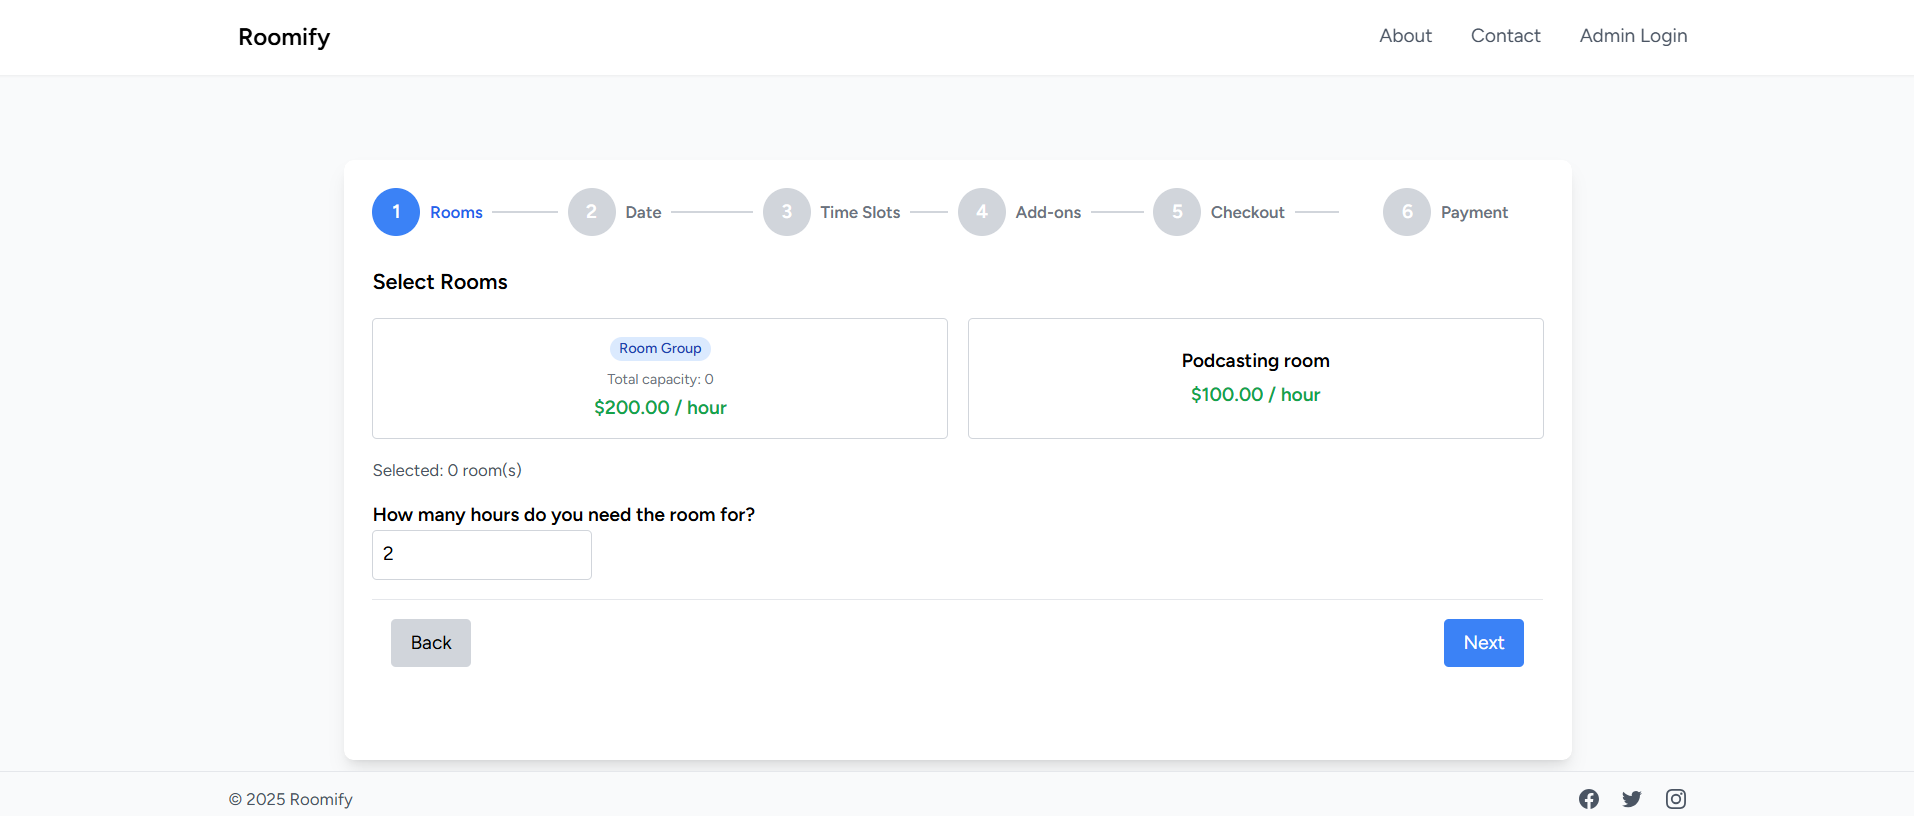 Roomify
About Contact Admin Login
1 Rooms 2 Date 3 Time Slots 4 Add-ons 5 Checkout 6 Payment
Select Rooms
Room Group
Total capacity: 0
$200.00 / hour
Podcasting room
$100.00 / hour
Selected: 0 room(s)
How many hours do you need the room for?
2
Back Next
© 2025 Roomify